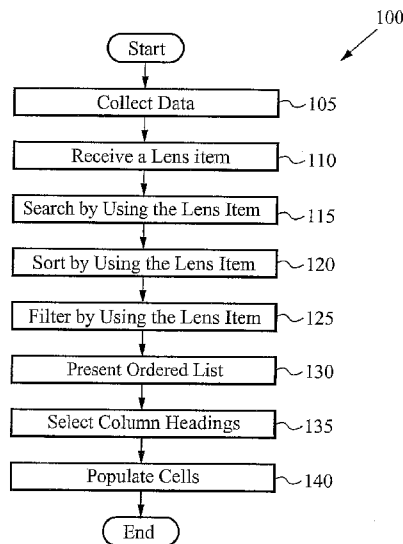 100
Start
Collect Data 105
Receive a Lens item 110
Search by Using the Lens Item 115
Sort by Using the Lens Item 120
Filter by Using the Lens Item 125
Present Ordered List 130
Select Column Headings 135
Populate Cells 140
End